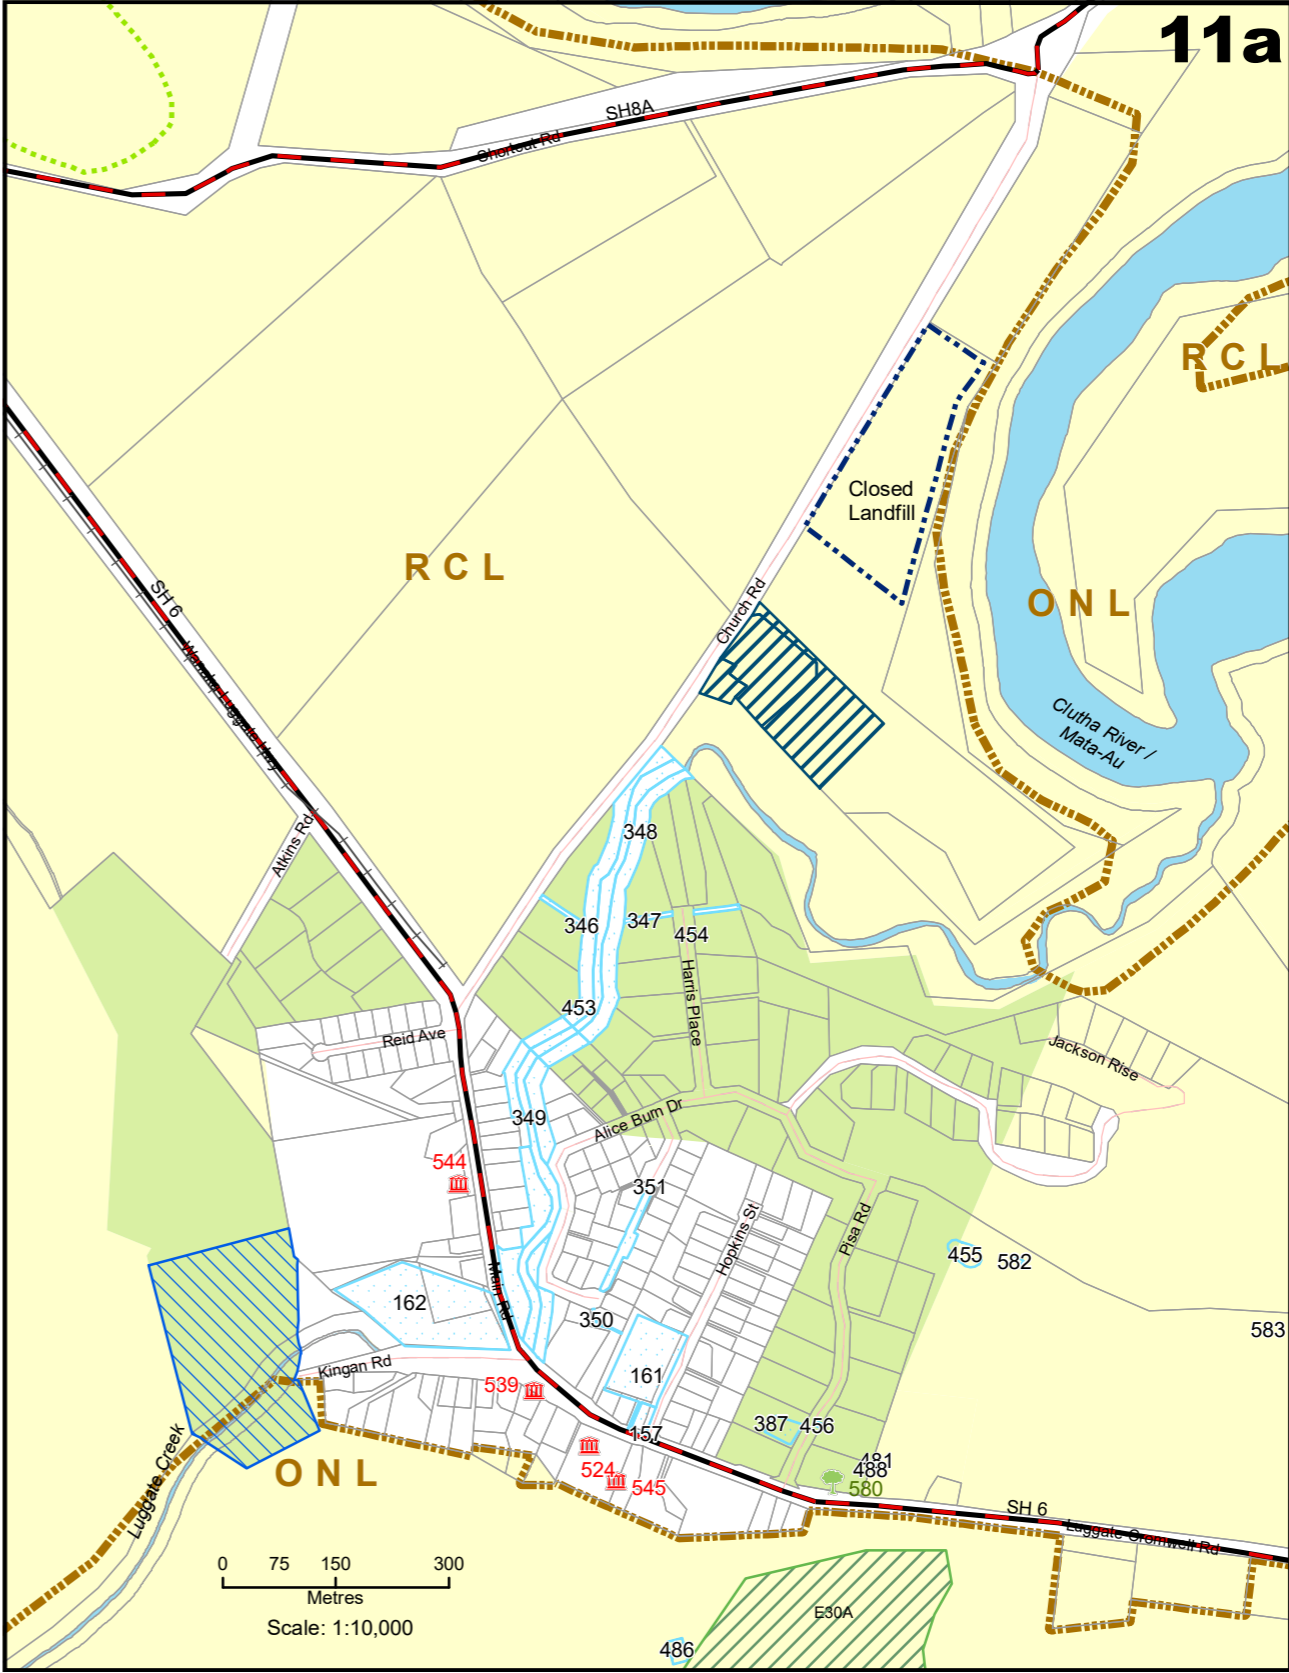 11a
SH8A
Shortcut Rd
R C L
Closed
Landfill
R C L
SH 6
Church Rd
O N L
Wanaka-Luggate Hwy
Clutha River /
Mata-Au
348
Atkins Rd
346
347
454
Harris Place
453
Reid Ave
Jackson Rise
349
Alice Burn Dr
544
351
Hopkins St
Pisa Rd
455
582
Main Rd
162
350
583
Kingan Rd
539
161
387
456
157
Luggate Creek
O N L
524
545
481
488
580
SH 6
Luggate-Cromwell Rd
0 75 150 300
Metres
Scale: 1:10,000
E30A
486